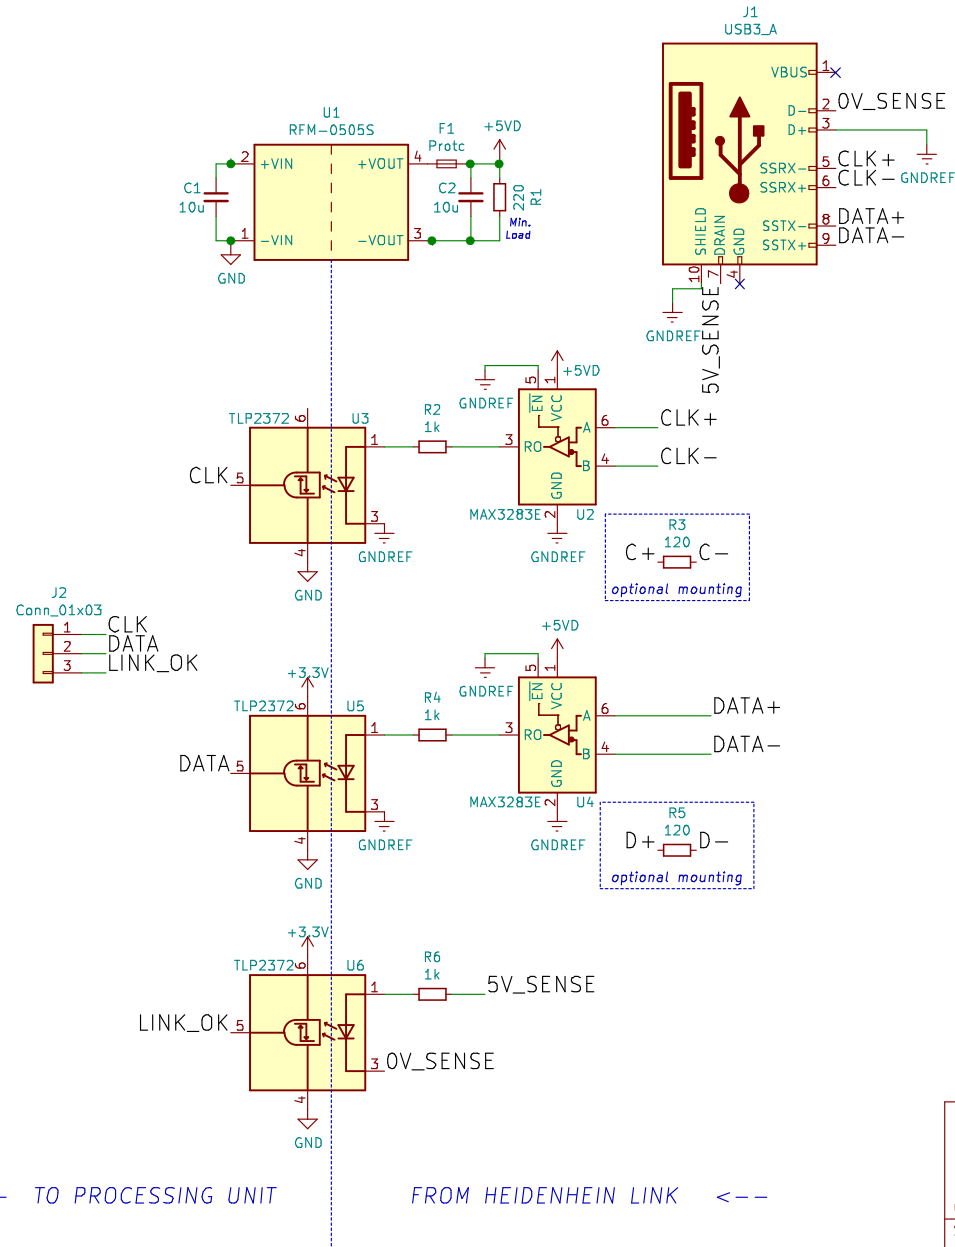 J1
USB3_A
VBUS 1
D- 2 0V_SENSE
D+ 3
SSRX- 5 CLK+
SSRX+ 6 CLK-
GNDREF
SSTX- 8 DATA+
SSTX+ 9 DATA-
SHIELD
DRAIN
GND
10
7
4
GNDREF
5V_SENSE
U1
RFM-0505S
2 +VIN
+VOUT 4
1 -VIN
-VOUT 3
F1
Protc
+5VD
C1
10u
C2
10u
220
R1
Min.
Load
GND
TLP2372
6
U3
1
CLK 5
3
4
GNDREF
GND
R2
1k
GNDREF
5
1
+5VD
EN
VCC
3 RO
A 6
CLK+
B 4
CLK-
GND
MAX3283E 2 U2
GNDREF
R3
120
C+ C-
optional mounting
J2
Conn_01x03
1 CLK
2 DATA
3 LINK_OK
+3.3V
TLP2372
6
U5
1
DATA 5
3
4
GNDREF
GND
R4
1k
+5VD
GNDREF
5
1
EN
VCC
3 RO
A 6
DATA+
B 4
DATA-
GND
MAX3283E 2 U4
GNDREF
R5
120
D+ D-
optional mounting
+3.3V
TLP2372
6
U6
1
R6
1k
5V_SENSE
LINK_OK 5
3 0V_SENSE
4
GND
- TO PROCESSING UNIT
FROM HEIDENHEIN LINK <--